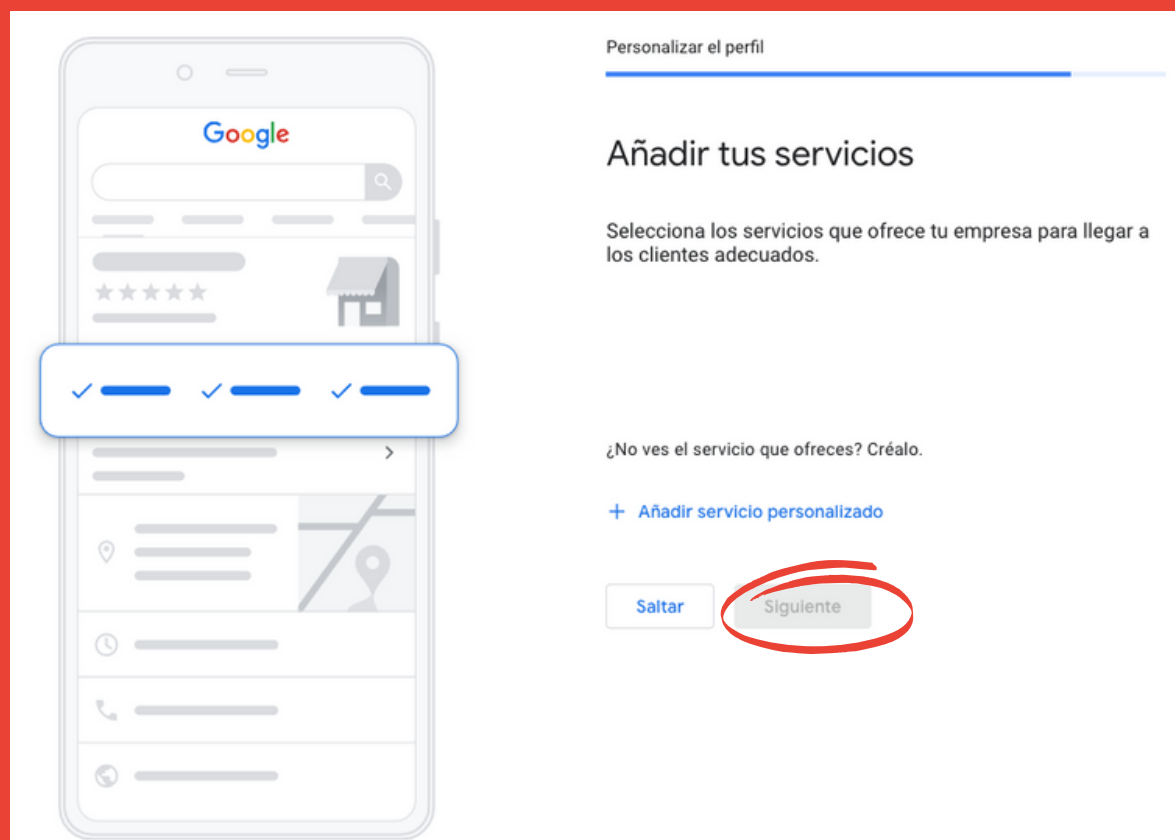 Google
Personalizar el perfil
Añadir tus servicios
Selecciona los servicios que ofrece tu empresa para llegar a
los clientes adecuados.
¿No ves el servicio que ofreces? Créalo.
+ Añadir servicio personalizado
Saltar
Siguiente